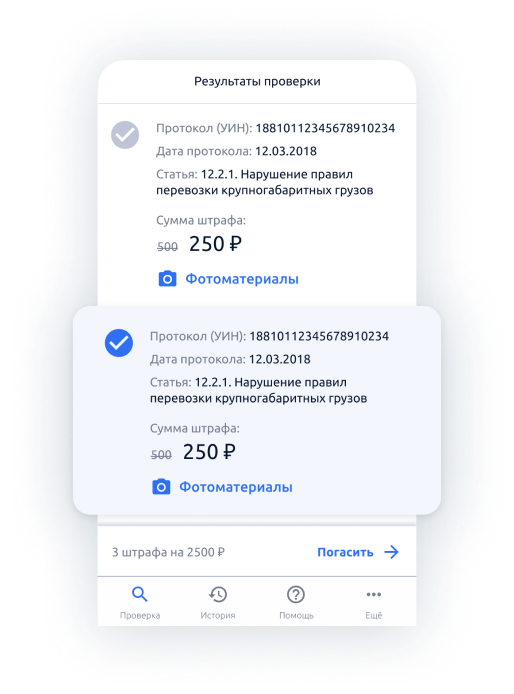 Результаты проверки
Протокол (УИН): 18810112345678910234
Дата протокола: 12.03.2018
Статья: 12.2.1. Нарушение правил
перевозки крупногабаритных грузов
Сумма штрафа:
500 250 ₽
Фотоматериалы
Протокол (УИН): 18810112345678910234
Дата протокола: 12.03.2018
Статья: 12.2.1. Нарушение правил
перевозки крупногабаритных грузов
Сумма штрафа:
500 250 ₽
Фотоматериалы
3 штрафа на 2500 ₽ Погасить
Проверка История Помощь Ещё